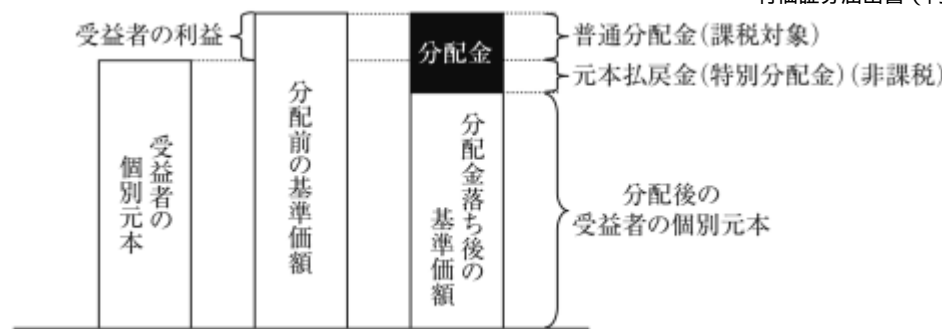 受益者の利益
普通分配金(課税対象)
分配金
元本払戻金(特別分配金)(非課税)
受益者の
個別元本
分配前の基準価額
分配金落ち後の
基準価額
分配後の
受益者の個別元本